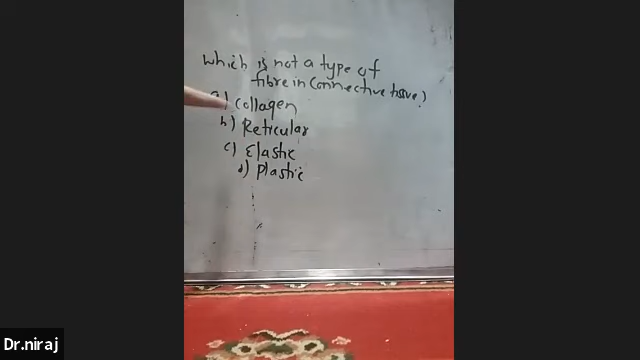 Which is not a type of
fibre in Connective tissue?
a) Collagen
b) Reticular
c) Elastic
d) Plastic
Dr.niraj